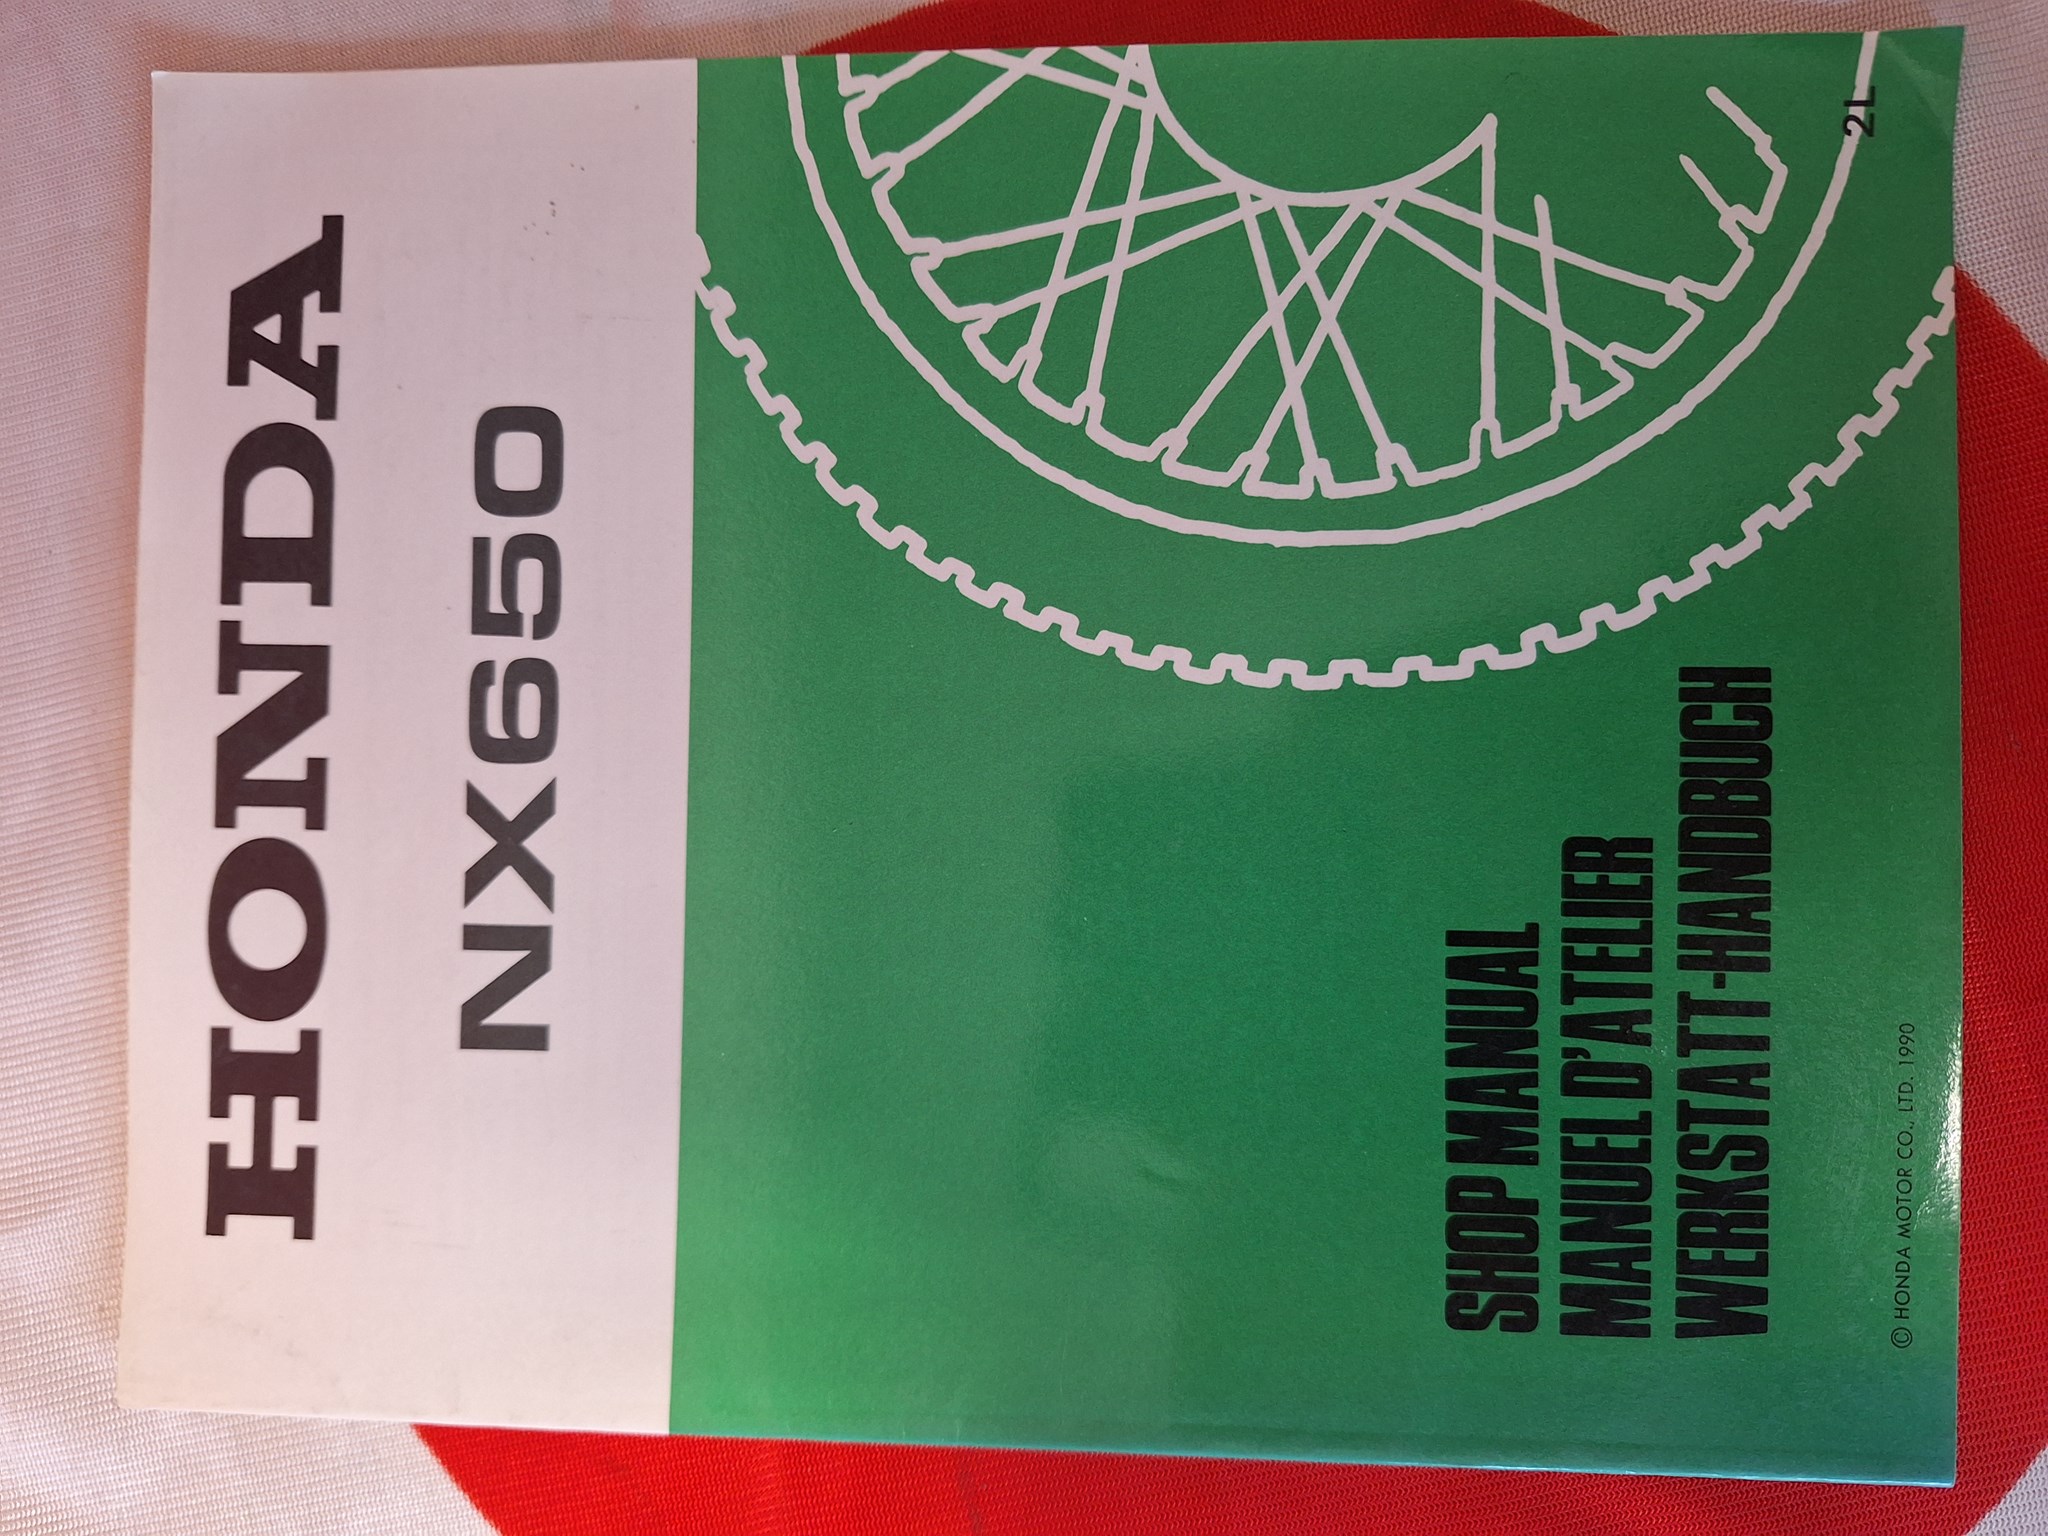 HONDA
NX650
SHOP MANUAL
MANUEL D'ATELIER
WERKSTATT-HANDBUCH
© HONDA MOTOR CO., LTD. 1990
2L